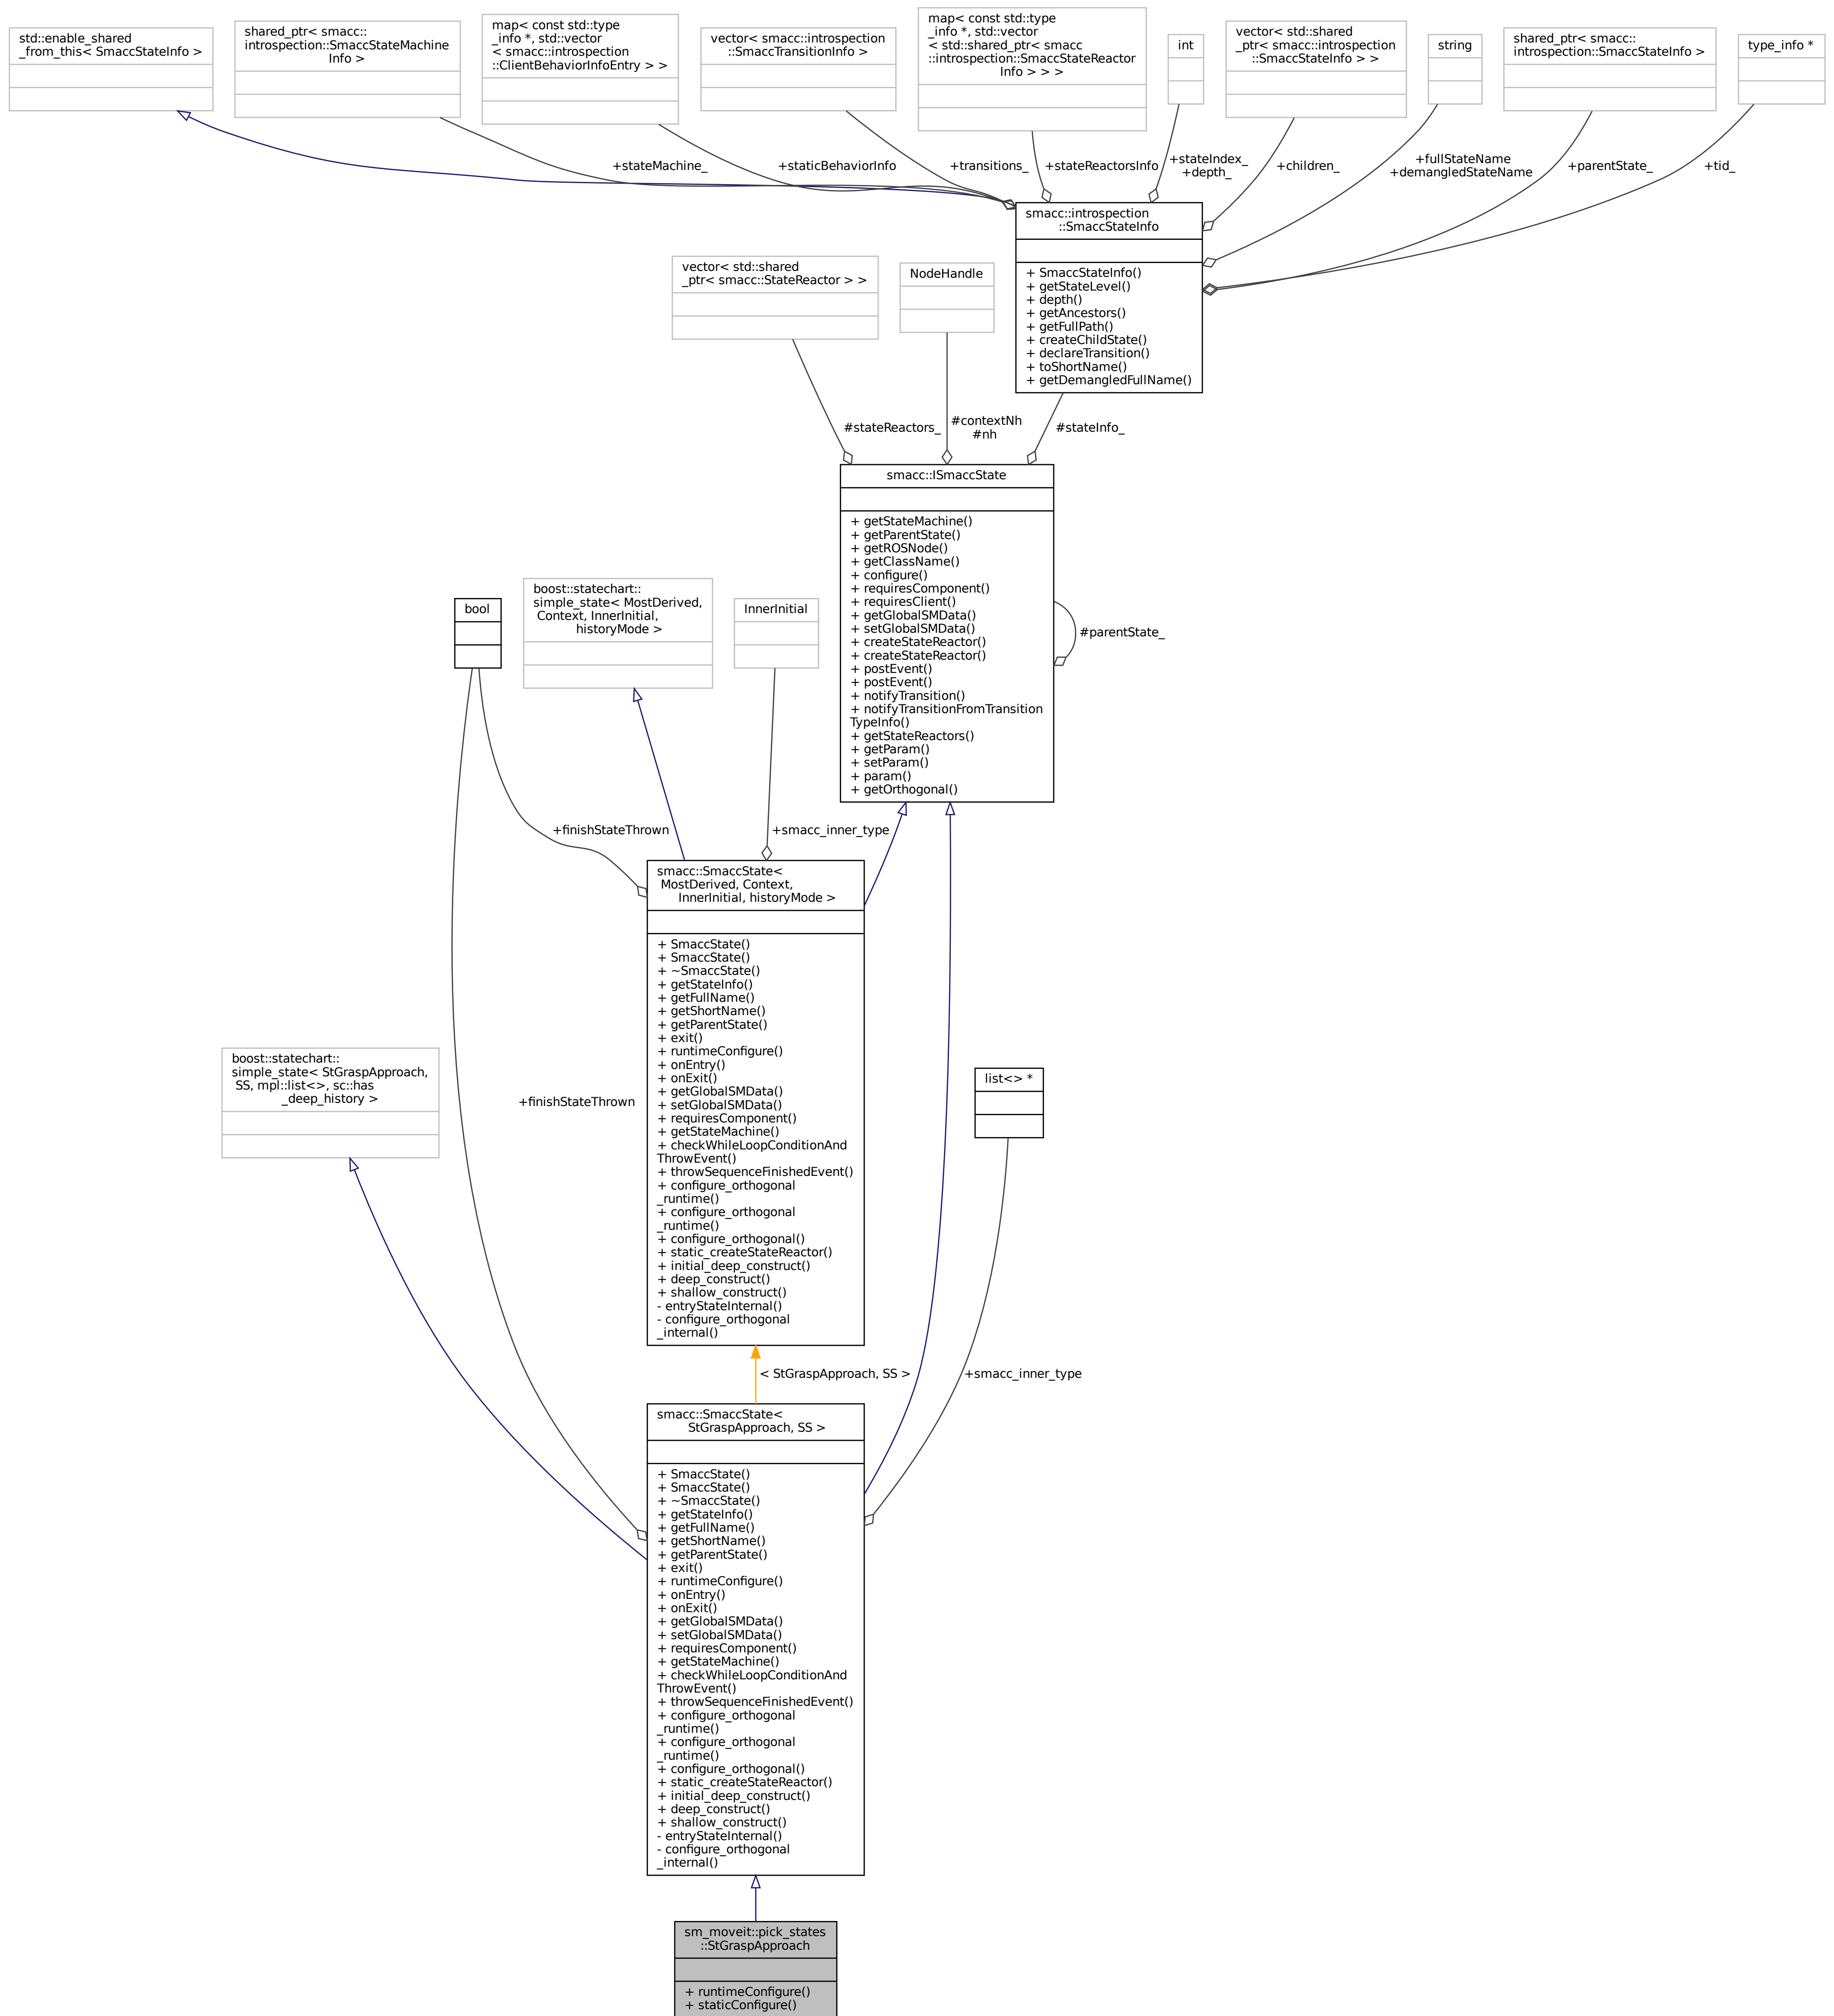 std::enable_shared
_from_this< SmaccStateInfo >
shared_ptr< smacc::
introspection::SmaccStateMachine
Info >
map< const std::type
_info *, std::vector
< smacc::introspection
::ClientBehaviorInfoEntry > >
vector< smacc::introspection
::SmaccTransitionInfo >
map< const std::type
_info *, std::vector
< std::shared_ptr< smacc
::introspection::SmaccStateReactor
Info > > >
int
vector< std::shared
_ptr< smacc::introspection
::SmaccStateInfo > >
string
shared_ptr< smacc::
introspection::SmaccStateInfo >
type_info *
+stateMachine_
+staticBehaviorInfo
+transitions_
+stateReactorsInfo
+stateIndex_
+depth_
+children_
+fullStateName
+demangledStateName
+parentState_
+tid_
smacc::introspection
::SmaccStateInfo
+ SmaccStateInfo()
+ getStateLevel()
+ depth()
+ getAncestors()
+ getFullPath()
+ createChildState()
+ declareTransition()
+ toShortName()
+ getDemangledFullName()
vector< std::shared
_ptr< smacc::StateReactor > >
NodeHandle
#stateReactors_
#contextNh
#nh
#stateInfo_
smacc::ISmaccState
+ getStateMachine()
+ getParentState()
+ getROSNode()
+ getClassName()
+ configure()
+ requiresComponent()
+ requiresClient()
+ getGlobalSMData()
+ setGlobalSMData()
+ createStateReactor()
+ createStateReactor()
+ postEvent()
+ postEvent()
+ notifyTransition()
+ notifyTransitionFromTransition
TypeInfo()
+ getStateReactors()
+ getParam()
+ setParam()
+ param()
+ getOrthogonal()
#parentState_
bool
boost::statechart::
simple_state< MostDerived,
Context, InnerInitial,
historyMode >
InnerInitial
+finishStateThrown
+smacc_inner_type
smacc::SmaccState<
MostDerived, Context,
InnerInitial, historyMode >
+ SmaccState()
+ SmaccState()
+ ~SmaccState()
+ getStateInfo()
+ getFullName()
+ getShortName()
+ getParentState()
+ exit()
+ runtimeConfigure()
+ onEntry()
+ onExit()
+ getGlobalSMData()
+ setGlobalSMData()
+ requiresComponent()
+ getStateMachine()
+ checkWhileLoopConditionAnd
ThrowEvent()
+ throwSequenceFinishedEvent()
+ configure_orthogonal
_runtime()
+ configure_orthogonal
_runtime()
+ configure_orthogonal()
+ static_createStateReactor()
+ initial_deep_construct()
+ deep_construct()
+ shallow_construct()
- entryStateInternal()
- configure_orthogonal
_internal()
boost::statechart::
simple_state< StGraspApproach,
SS, mpl::list<>, sc::has
_deep_history >
+finishStateThrown
list<> *
< StGraspApproach, SS >
+smacc_inner_type
smacc::SmaccState<
StGraspApproach, SS >
+ SmaccState()
+ SmaccState()
+ ~SmaccState()
+ getStateInfo()
+ getFullName()
+ getShortName()
+ getParentState()
+ exit()
+ runtimeConfigure()
+ onEntry()
+ onExit()
+ getGlobalSMData()
+ setGlobalSMData()
+ requiresComponent()
+ getStateMachine()
+ checkWhileLoopConditionAnd
ThrowEvent()
+ throwSequenceFinishedEvent()
+ configure_orthogonal
_runtime()
+ configure_orthogonal
_runtime()
+ configure_orthogonal()
+ static_createStateReactor()
+ initial_deep_construct()
+ deep_construct()
+ shallow_construct()
- entryStateInternal()
- configure_orthogonal
_internal()
sm_moveit::pick_states
::StGraspApproach
+ runtimeConfigure()
+ staticConfigure()